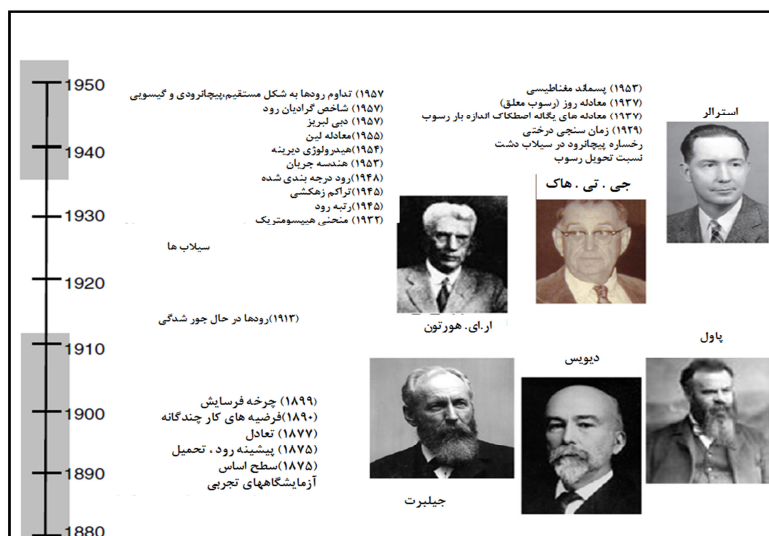 1950
1940
1930
1920
1910
1900
1890
1880
(۱۹۵۷ تداوم رودها به شکل مستقیم،پیچانرودی و گیسویی
(۱۹۵۷) شاخص گرادیان رود
(۱۹۵۷) دبی لبریز
(۱۹۵۵)معادله لین
(۱۹۵۴)هیدرولوژی دیرینه
(۱۹۵۳) هندسه جریان
(۱۹۴۸)رود درجه بندی شده
(۱۹۴۵)تراکم زهکشی
(۱۹۴۵)رتبه رود
(۱۹۳۲) منحنی هیپسومتریک
سیلاب ها
(۱۹۱۳)رودها در حال جور شدگی
(۱۸۹۹) چرخه فرسایش
(۱۸۹۰)فرضیه های کار چندگانه
(۱۸۷۷) تعادل
(۱۸۷۵) پیشینه رود ، تحمیل
(۱۸۷۵)سطح اساس
آزمایشگاههای تجربی
(۱۹۵۳) پسماند مغناطیسی
(۱۹۳۷) معادله روز (رسوب معلق)
(۱۹۳۷) معادله های یگانه اصطکاک اندازه بار رسوب
(۱۹۲۹) زمان سنجی درختی
رخساره پیچانرود در سیلاب دشت
نسبت تحویل رسوب
استرالر
جی . تی . هاک
ار.ای. هورتون
پاول
دیویس
جیلبرت